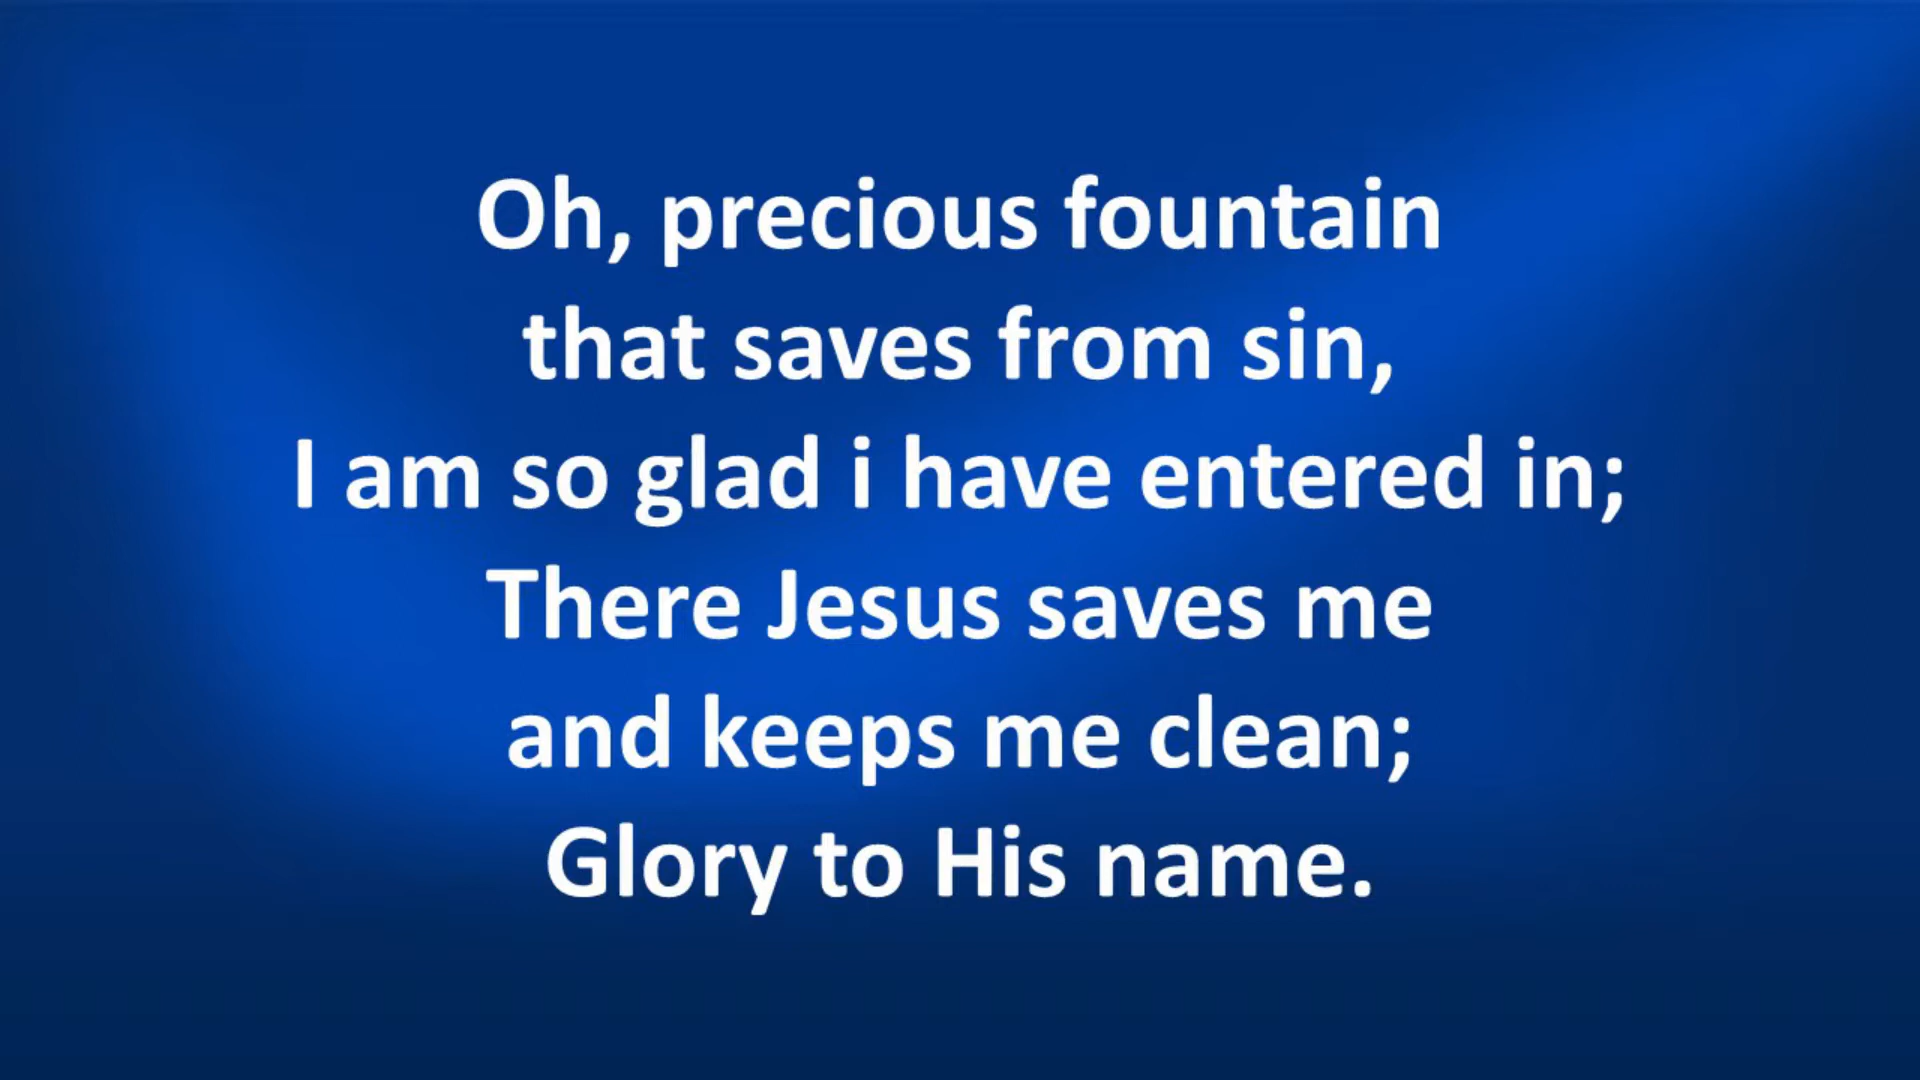 Oh, precious fountain
that saves from sin,
I am so glad i have entered in;
There Jesus saves me
and keeps me clean;
Glory to His name.